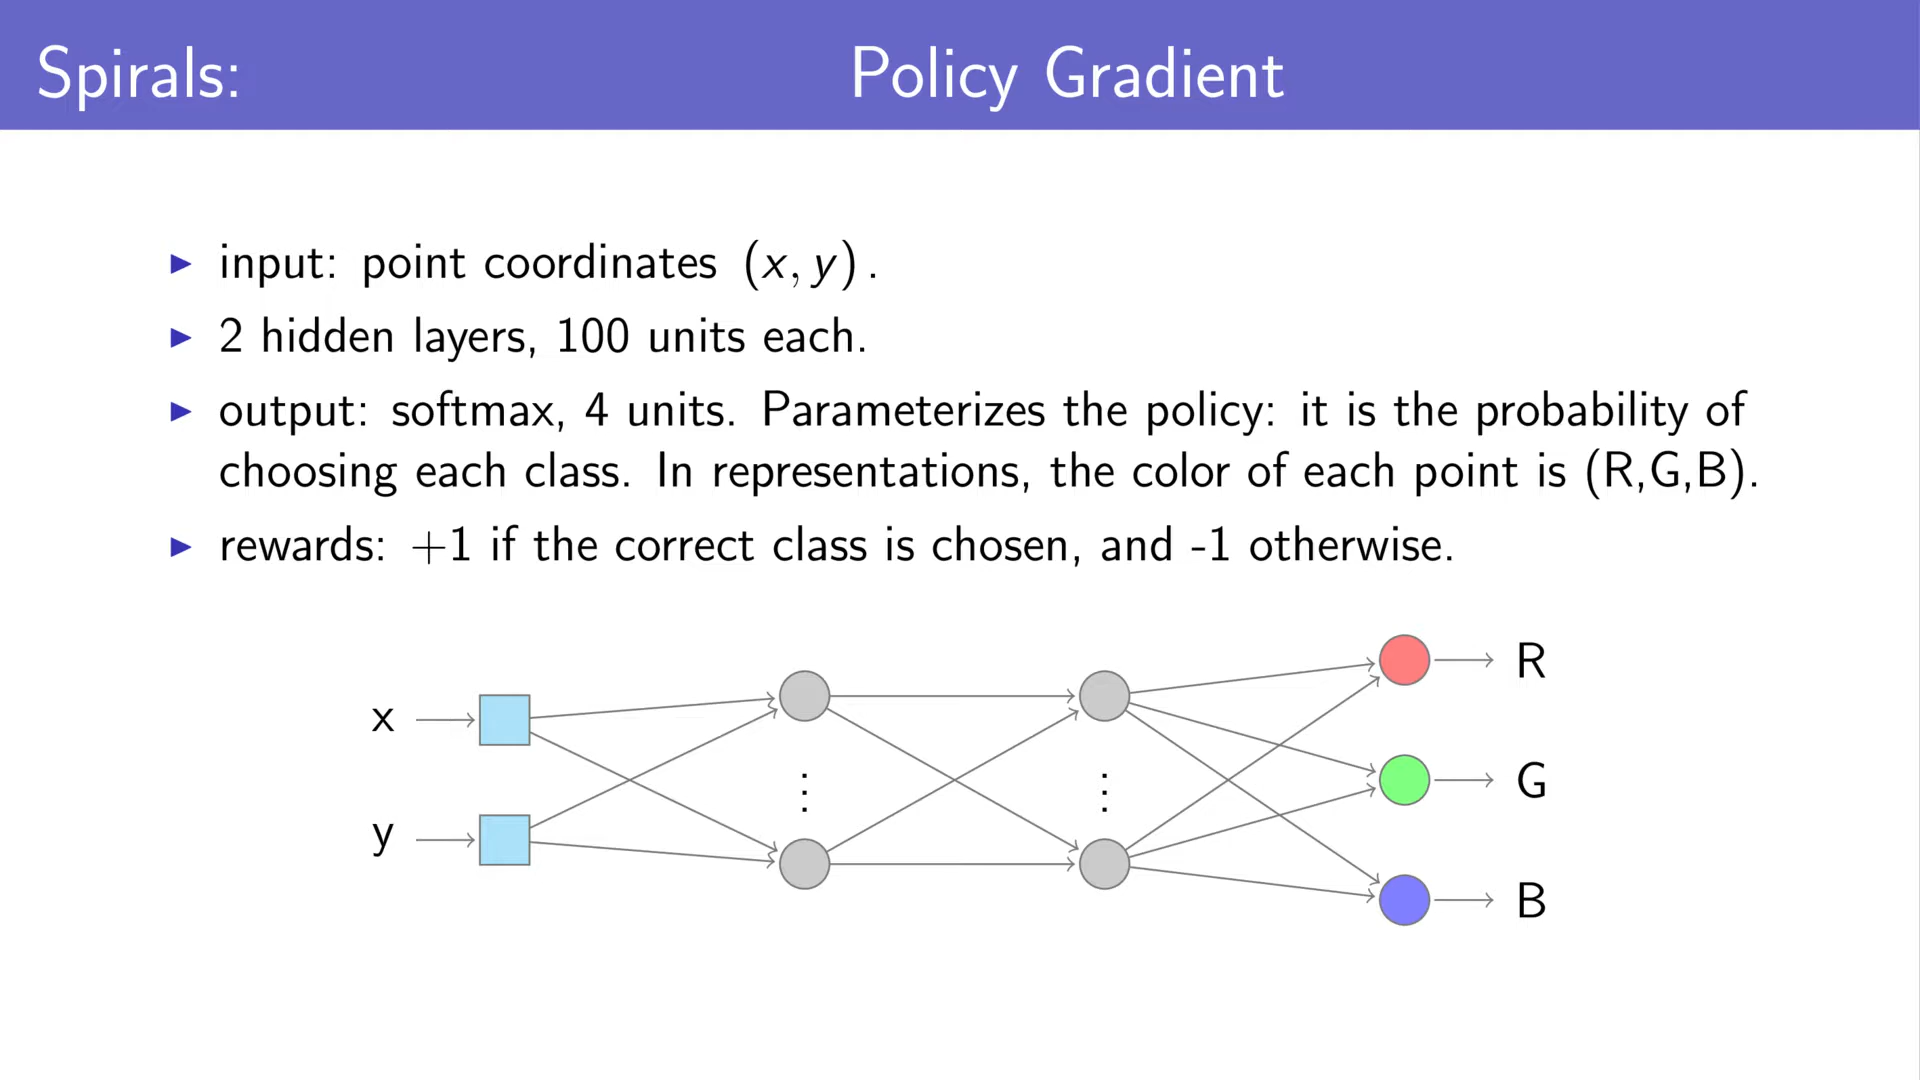 Spirals: Policy Gradient
▶ input: point coordinates (x, y).
▶ 2 hidden layers, 100 units each.
▶ output: softmax, 4 units. Parameterizes the policy: it is the probability of
choosing each class. In representations, the color of each point is (R,G,B).
▶ rewards: +1 if the correct class is chosen, and -1 otherwise.
R
x
G
y
B